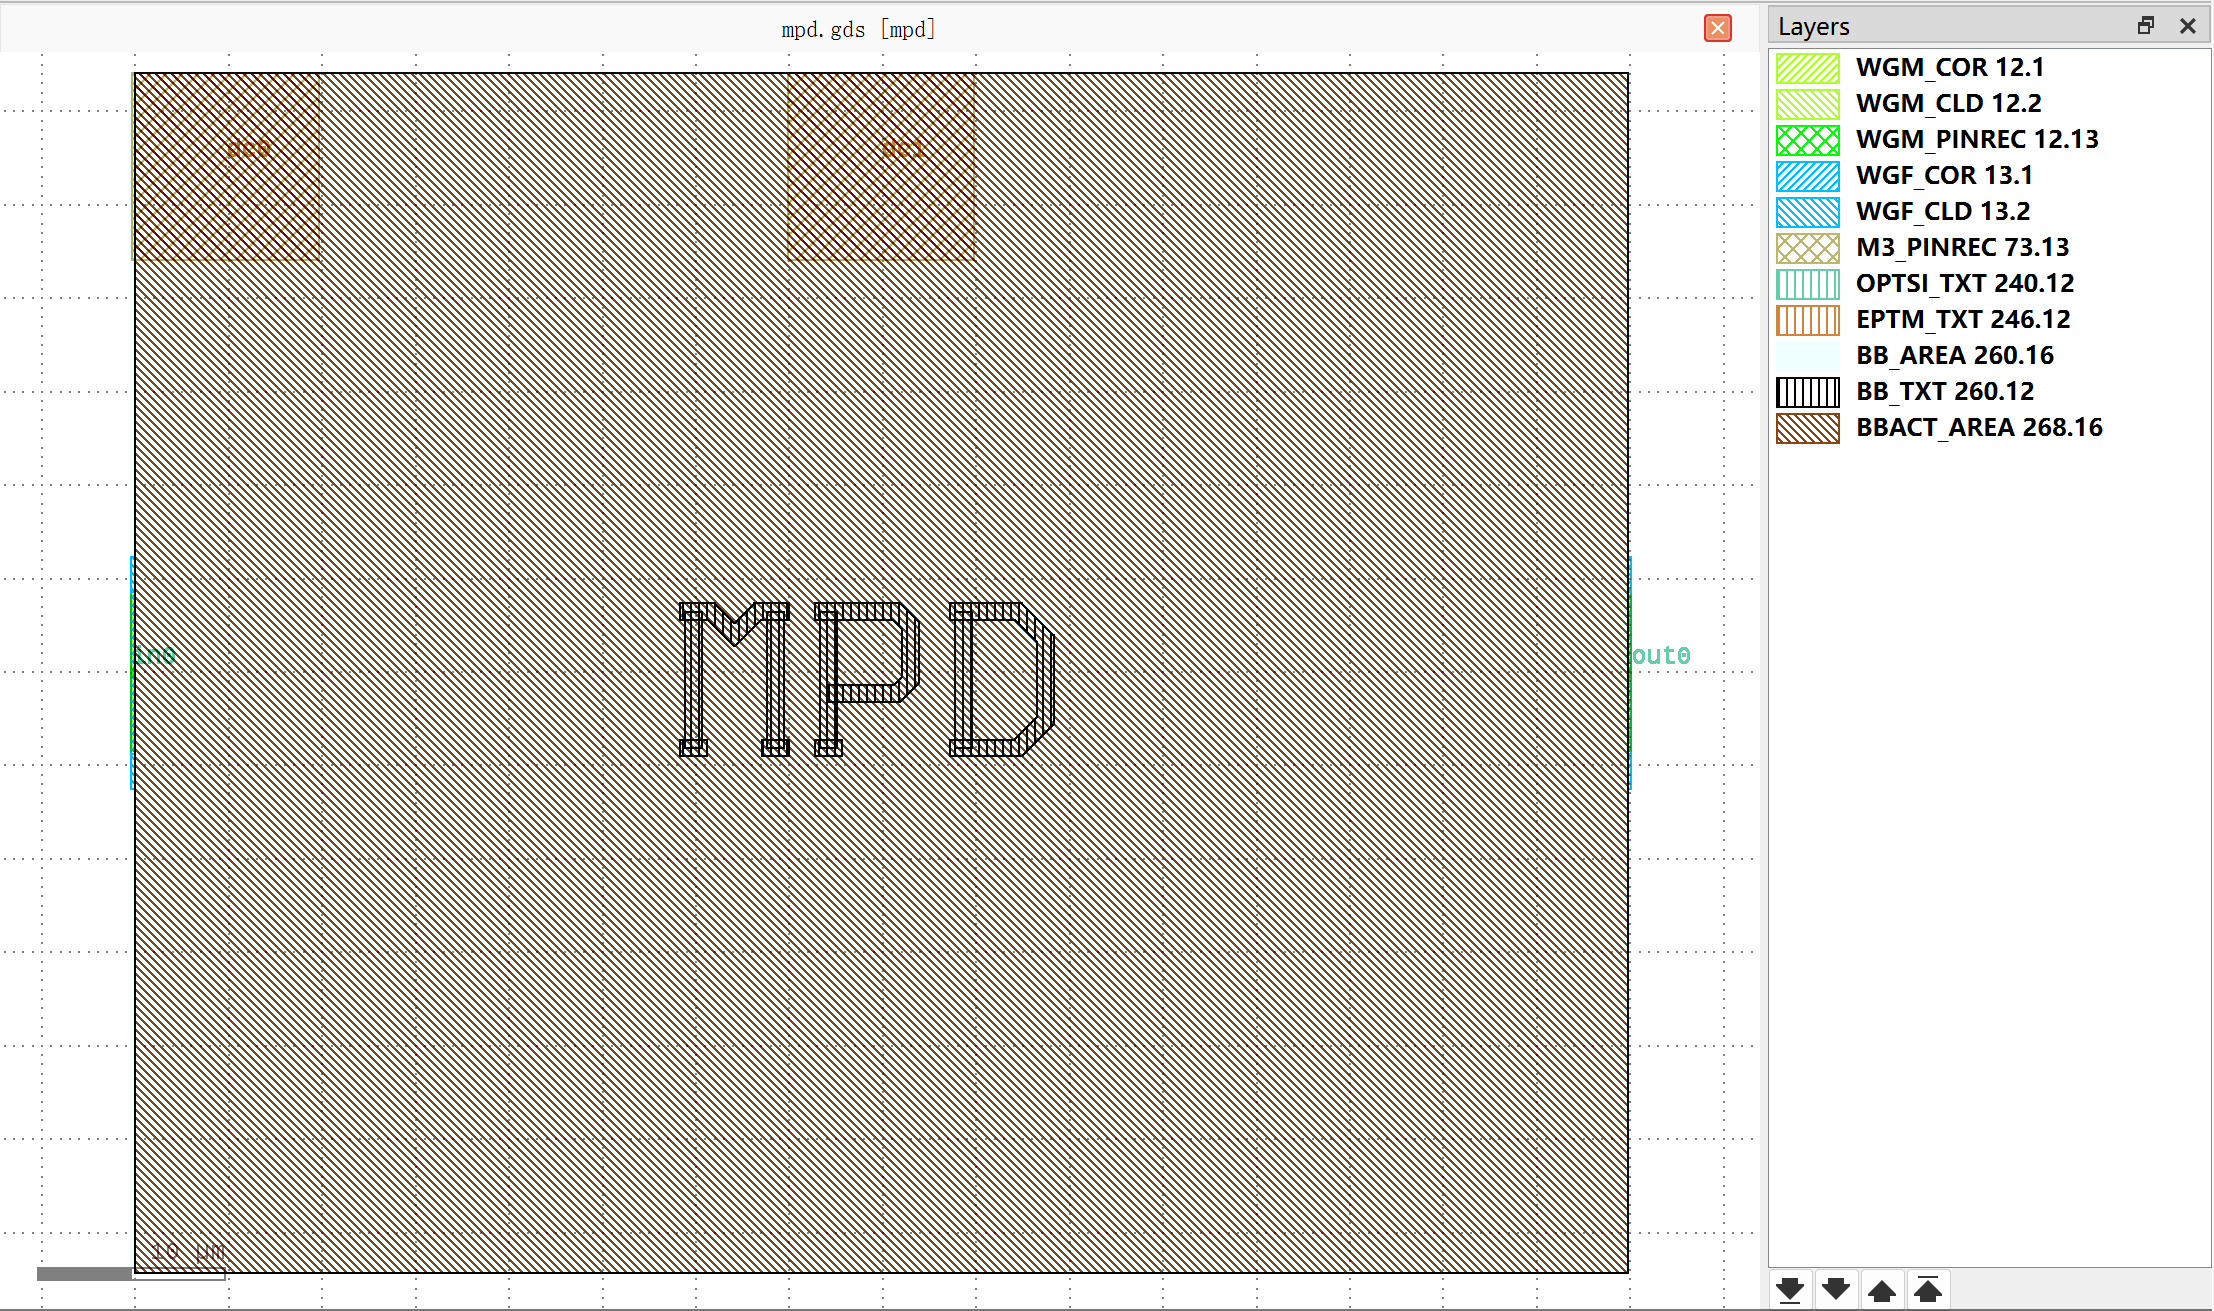 mpd.gds [mpd]
Layers
WGM_COR 12.1
WGM_CLD 12.2
WGM_PINREC 12.13
WGF_COR 13.1
WGF_CLD 13.2
M3_PINREC 73.13
OPTSI_TXT 240.12
EPTM_TXT 246.12
BB_AREA 260.16
BB_TXT 260.12
BBACT_AREA 268.16
dc0
dc1
in0
MPD
out0
10 µm